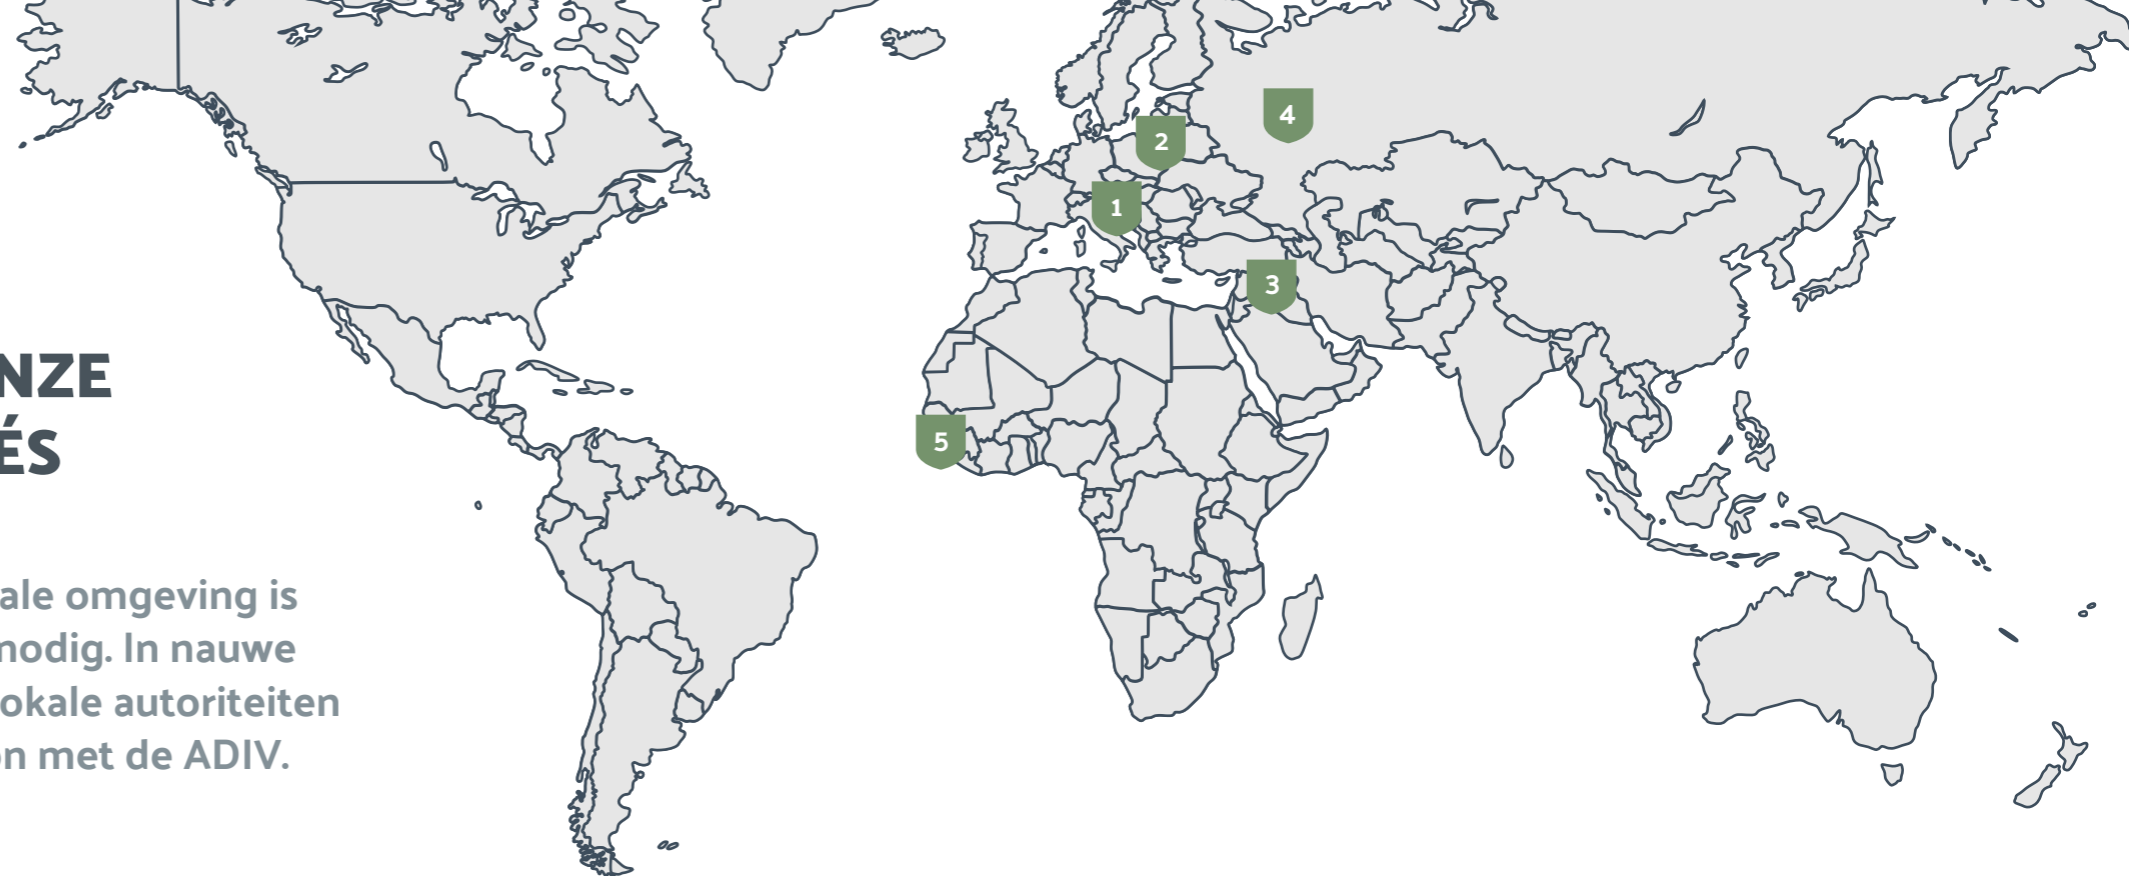 NZE
ÉS
ale omgeving is
nodig. In nauwe
okale autoriteiten
n met de ADIV.
4
2
1
3
5